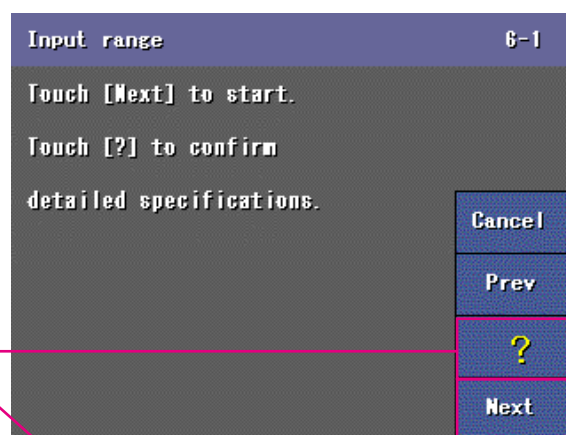 Input range 6-1
Touch [Next] to start.
Touch [?] to confirm
detailed specifications.
Cancel
Prev
?
Next